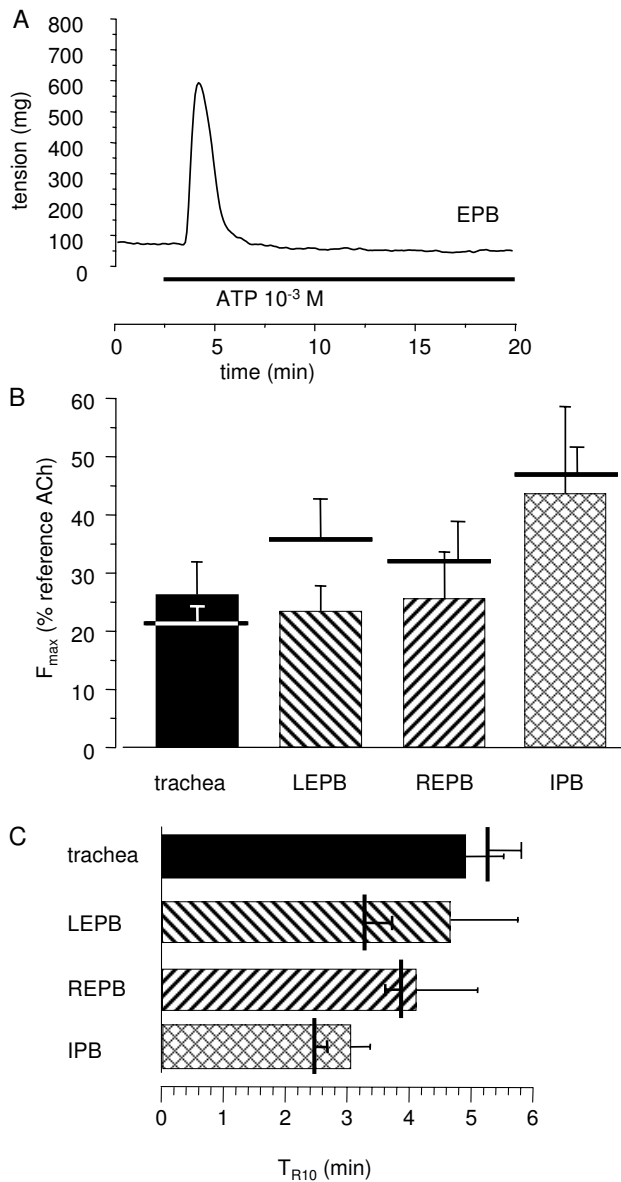 A
800
700
600
500
400
300
200
100
0
tension (mg)
EPB
ATP 10⁻³ M
0 5 10 15 20
time (min)
B
60
50
40
30
20
10
0
F_max (% reference ACh)
trachea LEPB REPB IPB
C
trachea
LEPB
REPB
IPB
0 1 2 3 4 5 6
T_R10 (min)